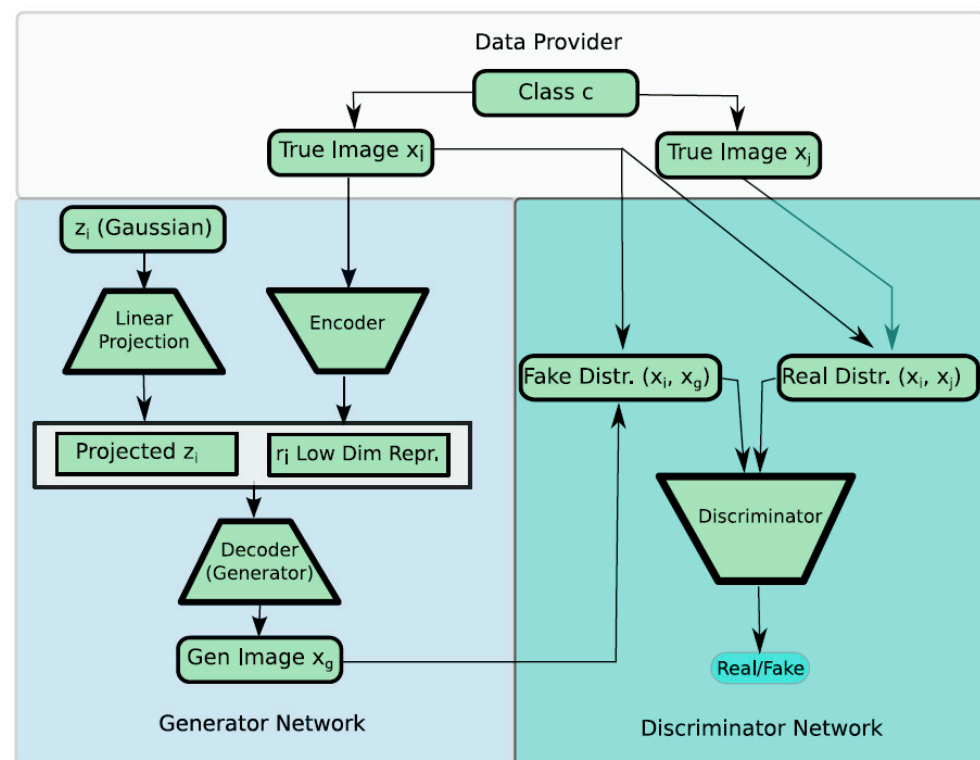 Data Provider
Class c
True Image xᵢ
True Image xⱼ
zᵢ (Gaussian)
Linear
Projection
Encoder
Fake Distr. (xᵢ, x_g)
Real Distr. (xᵢ, xⱼ)
Projected zᵢ
rᵢ Low Dim Repr.
Discriminator
Decoder
(Generator)
Gen Image x_g
Real/Fake
Generator Network
Discriminator Network